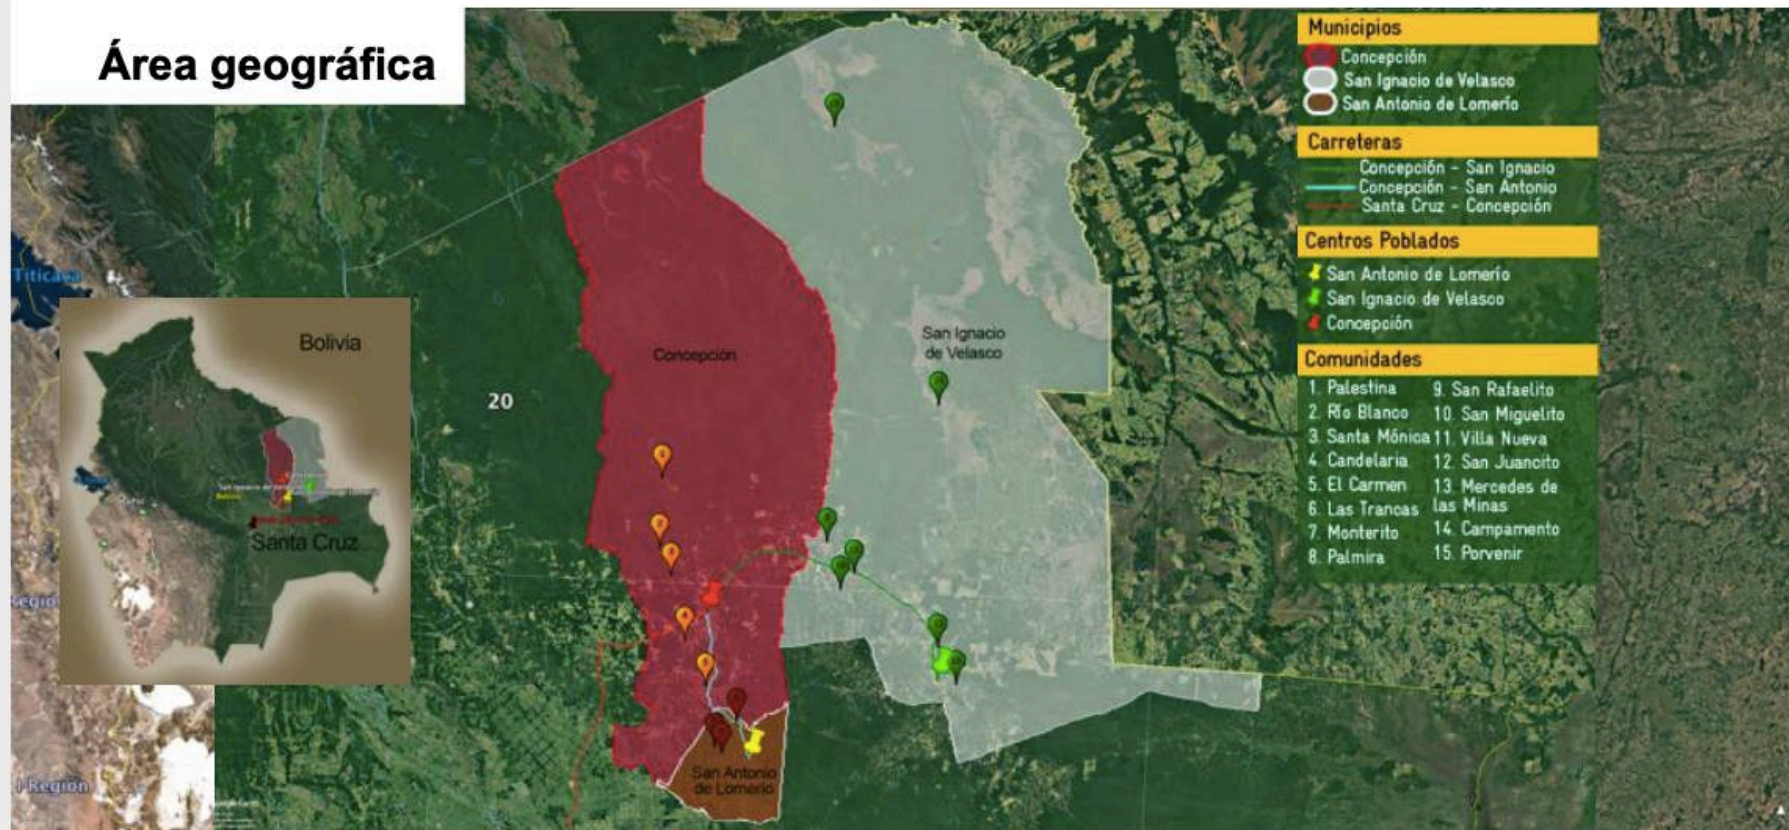 Área geográfica
Titicaca
Bolivia
Santa Cruz
20
Concepción
San Ignacio
de Velasco
San Antonio
de Lomerío
Municipios
Concepción
San Ignacio de Velasco
San Antonio de Lomerío
Carreteras
Concepción - San Ignacio
Concepción - San Antonio
Santa Cruz - Concepción
Centros Poblados
San Antonio de Lomerío
San Ignacio de Velasco
Concepción
Comunidades
1. Palestina
2. Río Blanco
3. Santa Mónica
4. Candelaria
5. El Carmen
6. Las Trancas
7. Monterito
8. Palmira
9. San Rafaelito
10. San Miguelito
11. Villa Nueva
12. San Juancito
13. Mercedes de
las Minas
14. Campamento
15. Porvenir
Región